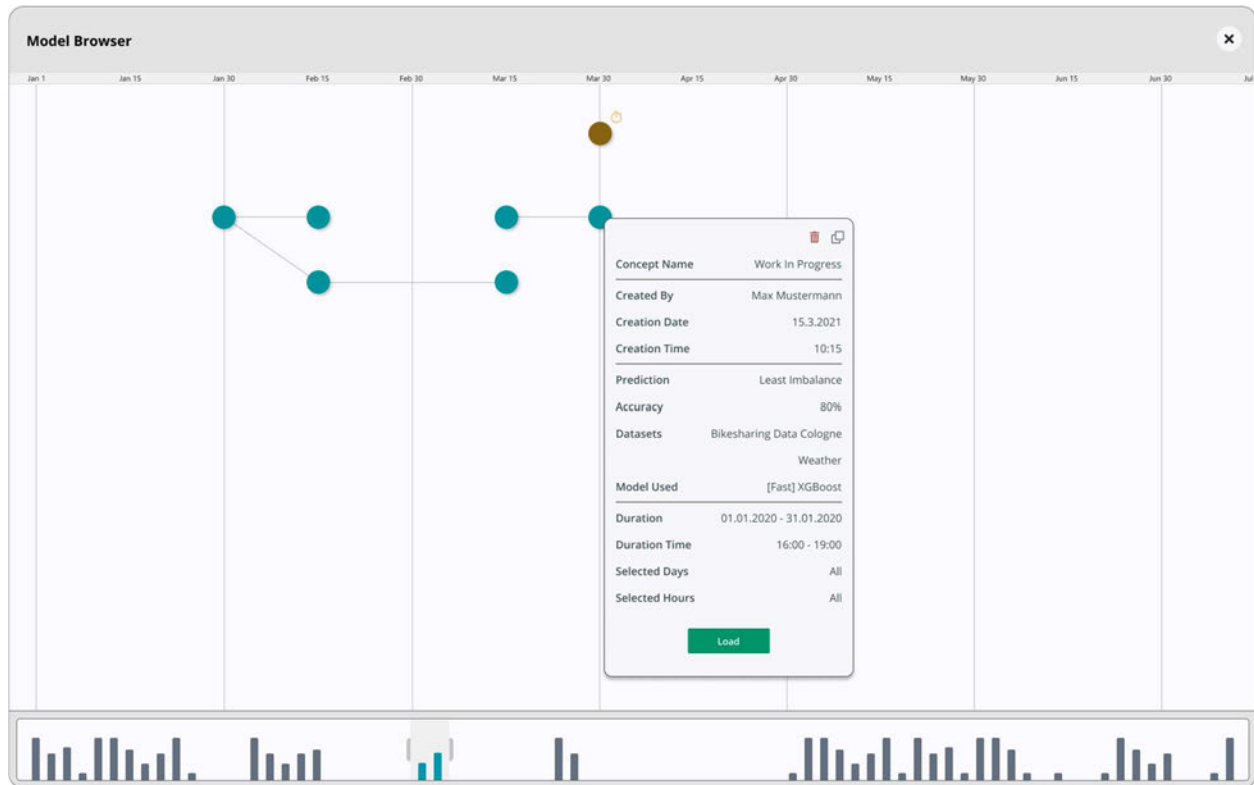 Model Browser
Jan 1 Jan 15 Jan 30 Feb 15 Feb 30 Mar 15 Mar 30 Apr 15 Apr 30 May 15 May 30 Jun 15 Jun 30 Jul
Concept Name Work In Progress
Created By Max Mustermann
Creation Date 15.3.2021
Creation Time 10:15
Prediction Least Imbalance
Accuracy 80%
Datasets Bikesharing Data Cologne
Weather
Model Used [Fast] XGBoost
Duration 01.01.2020 - 31.01.2020
Duration Time 16:00 - 19:00
Selected Days All
Selected Hours All
Load